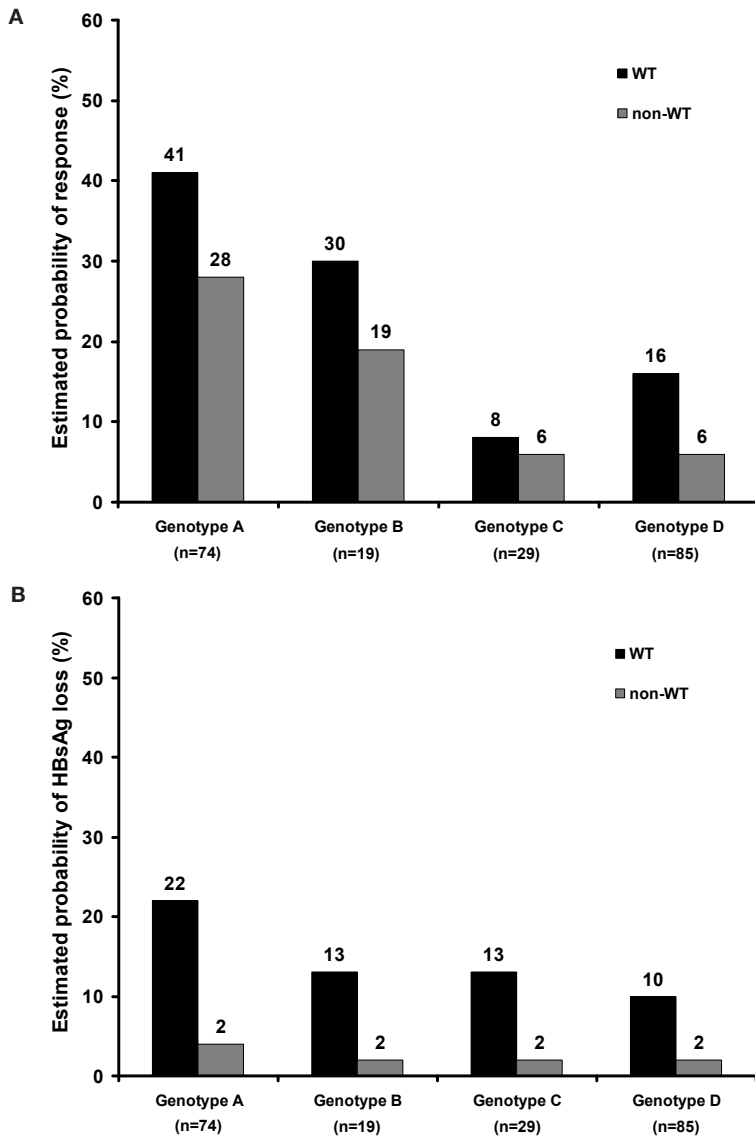 A
Estimated probability of response (%)
60
50
40
30
20
10
0
WT
non-WT
41
28
30
19
8
6
16
6
Genotype A
(n=74)
Genotype B
(n=19)
Genotype C
(n=29)
Genotype D
(n=85)
B
Estimated probability of HBsAg loss (%)
60
50
40
30
20
10
0
WT
non-WT
22
2
13
2
13
2
10
2
Genotype A
(n=74)
Genotype B
(n=19)
Genotype C
(n=29)
Genotype D
(n=85)